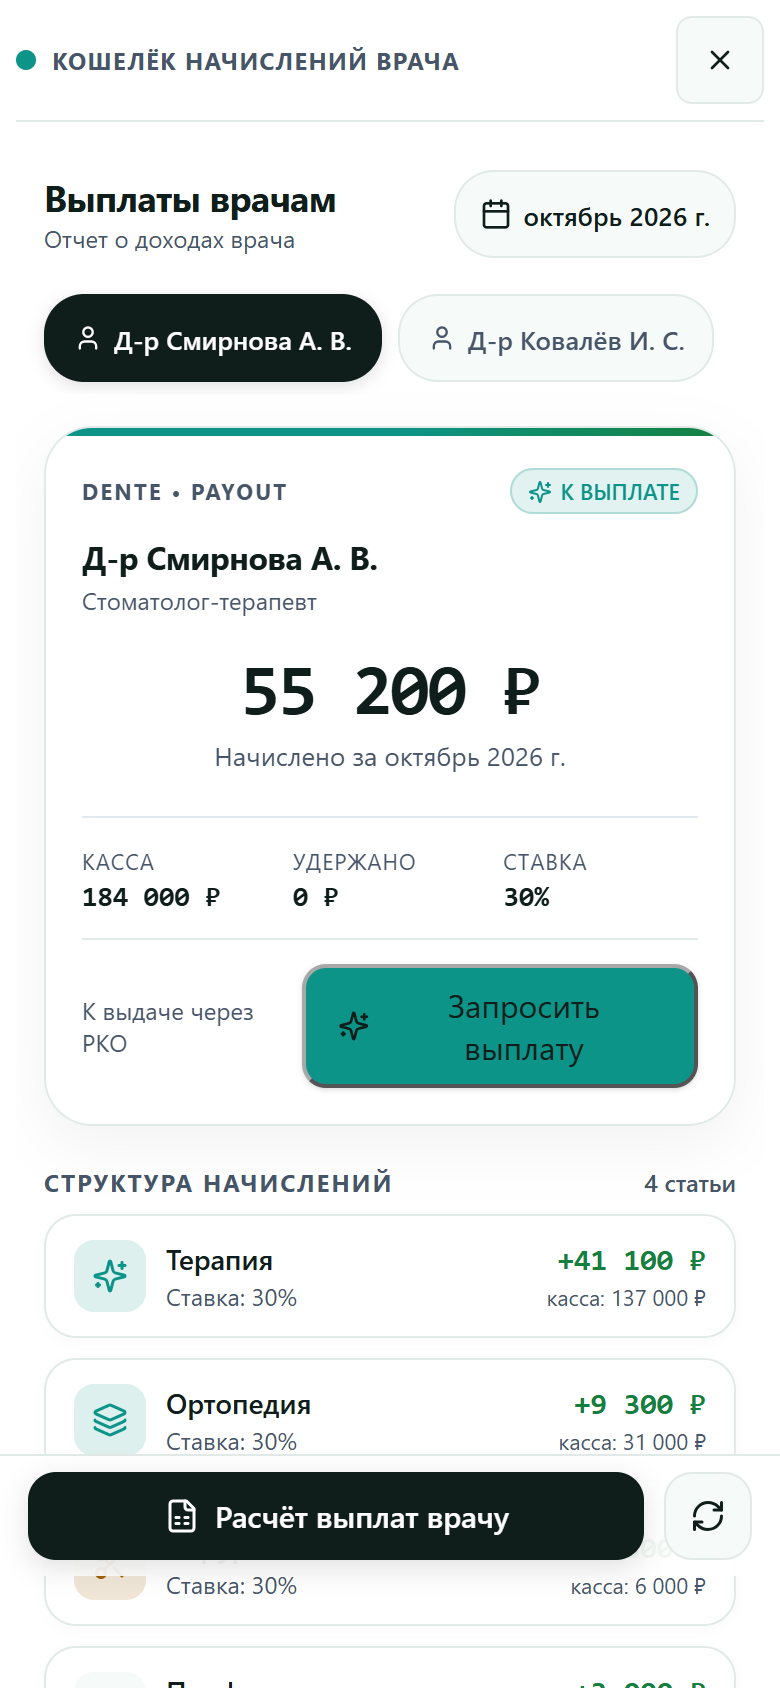 КОШЕЛЁК НАЧИСЛЕНИЙ ВРАЧА
Выплаты врачам
Отчет о доходах врача
октябрь 2026 г.
Д-р Смирнова А. В.
Д-р Ковалёв И. С.
DENTE • PAYOUT
К ВЫПЛАТЕ
Д-р Смирнова А. В.
Стоматолог-терапевт
55 200 ₽
Начислено за октябрь 2026 г.
КАССА
184 000 ₽
УДЕРЖАНО
0 ₽
СТАВКА
30%
К выдаче через
РКО
Запросить
выплату
СТРУКТУРА НАЧИСЛЕНИЙ
4 статьи
Терапия
+41 100 ₽
Ставка: 30%
касса: 137 000 ₽
Ортопедия
+9 300 ₽
Ставка: 30%
касса: 31 000 ₽
Расчёт выплат врачу
Ставка: 30%
касса: 6 000 ₽